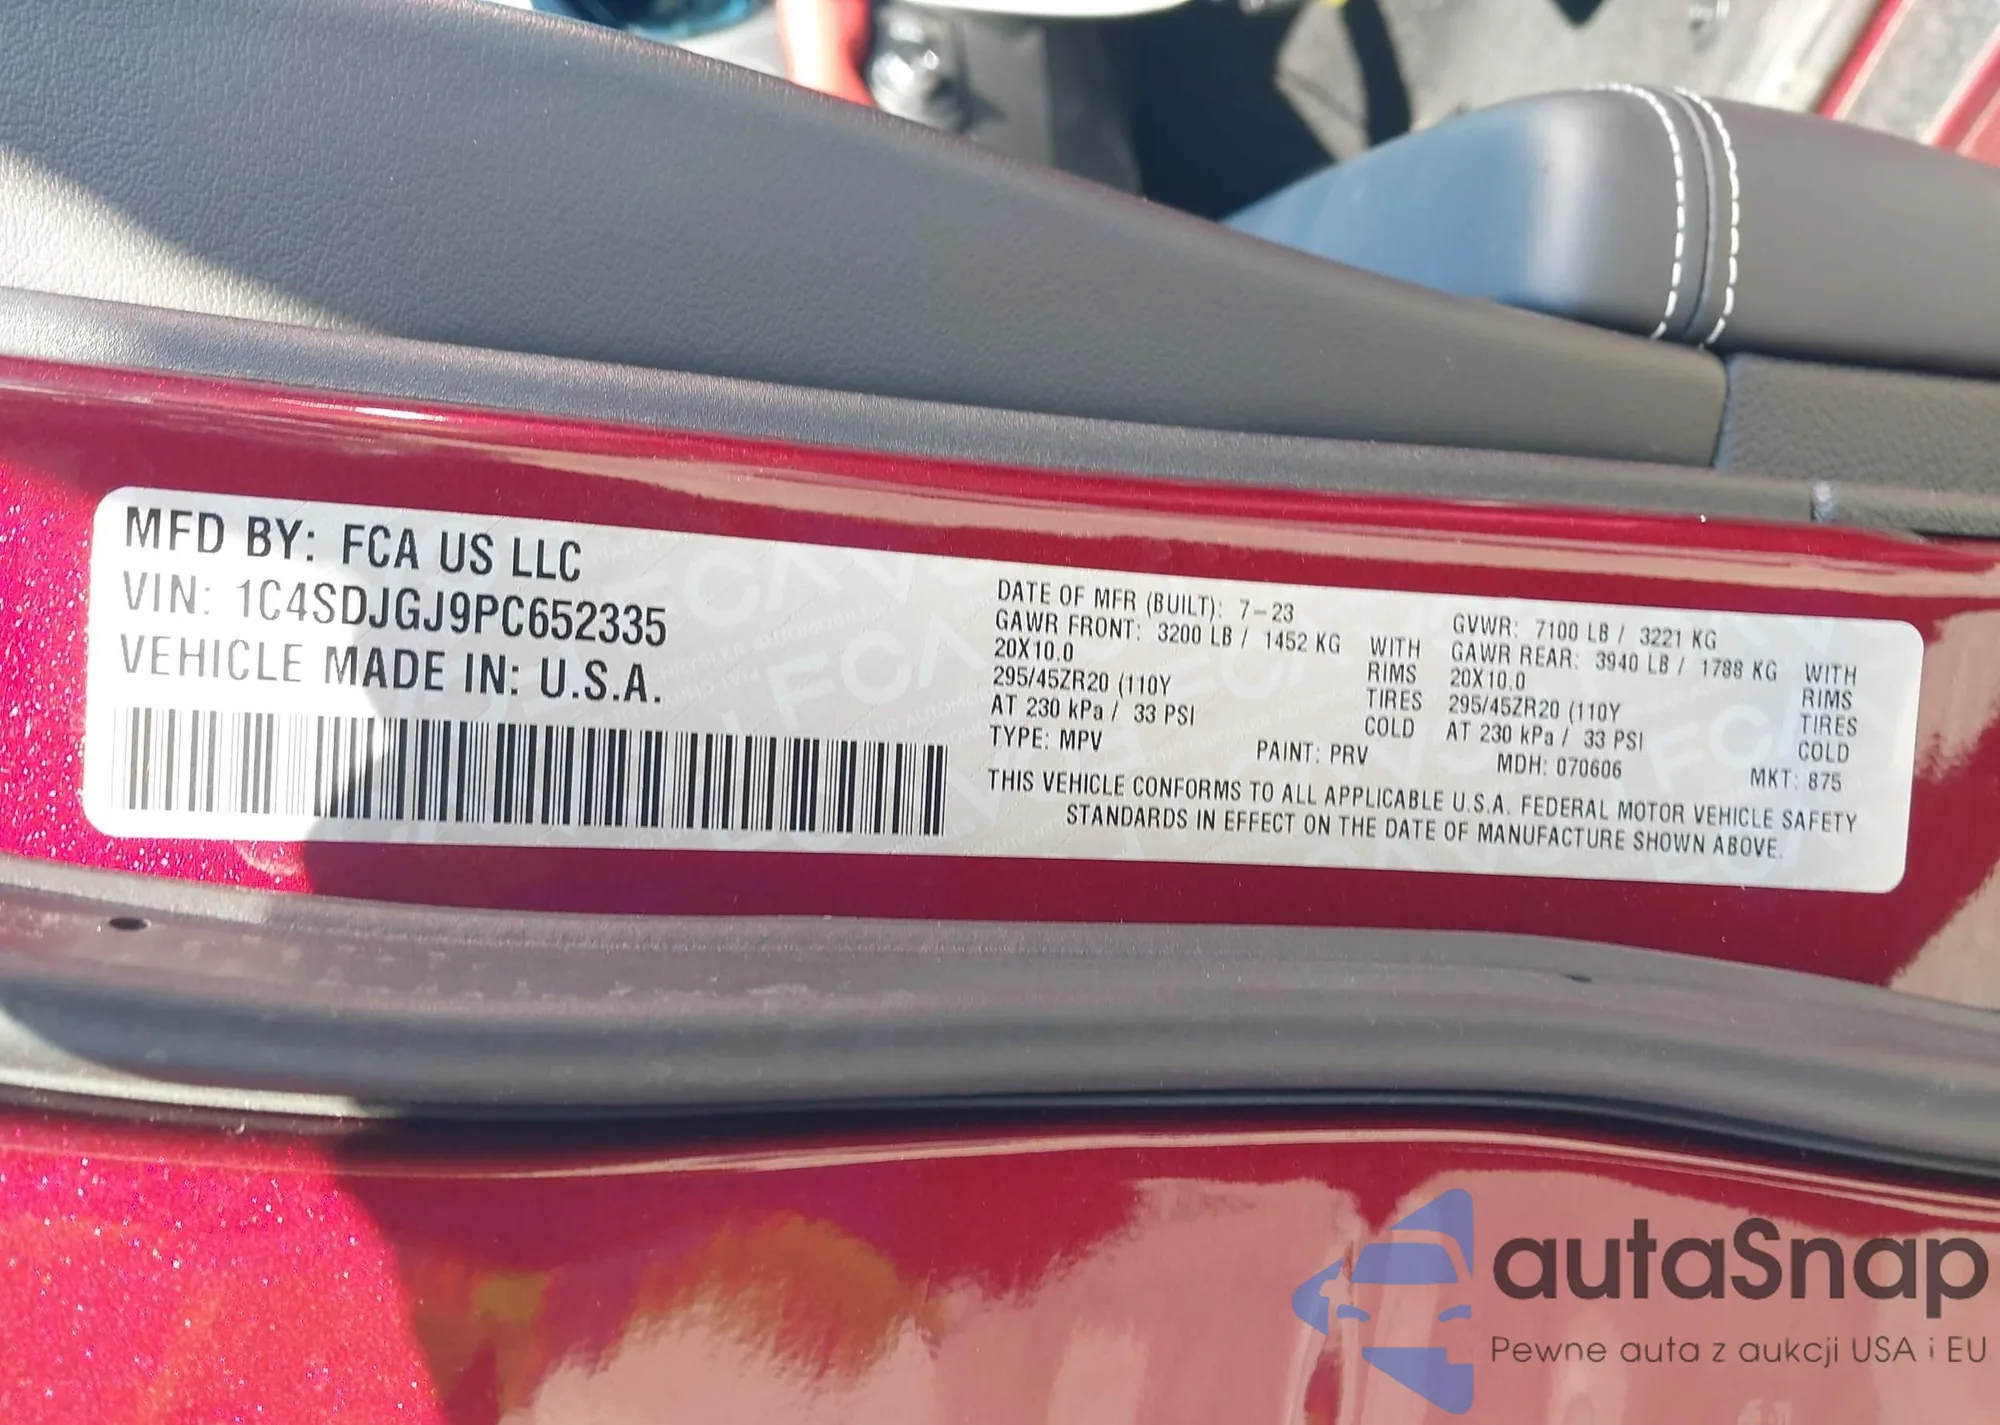 MFD BY: FCA US LLC
VIN: 1C4SDJGJ9PC652335
VEHICLE MADE IN: U.S.A.
DATE OF MFR (BUILT): 7-23
GAWR FRONT: 3200 LB / 1452 KG WITH
20X10.0 RIMS
295/45ZR20 (110Y TIRES
AT 230 kPa / 33 PSI COLD
GVWR: 7100 LB / 3221 KG
GAWR REAR: 3940 LB / 1788 KG WITH
20X10.0 RIMS
295/45ZR20 (110Y TIRES
AT 230 kPa / 33 PSI COLD
TYPE: MPV PAINT: PRV MDH: 070606 MKT: 875
THIS VEHICLE CONFORMS TO ALL APPLICABLE U.S.A. FEDERAL MOTOR VEHICLE SAFETY
STANDARDS IN EFFECT ON THE DATE OF MANUFACTURE SHOWN ABOVE.
autaSnap
Pewne auta z aukcji USA i EU